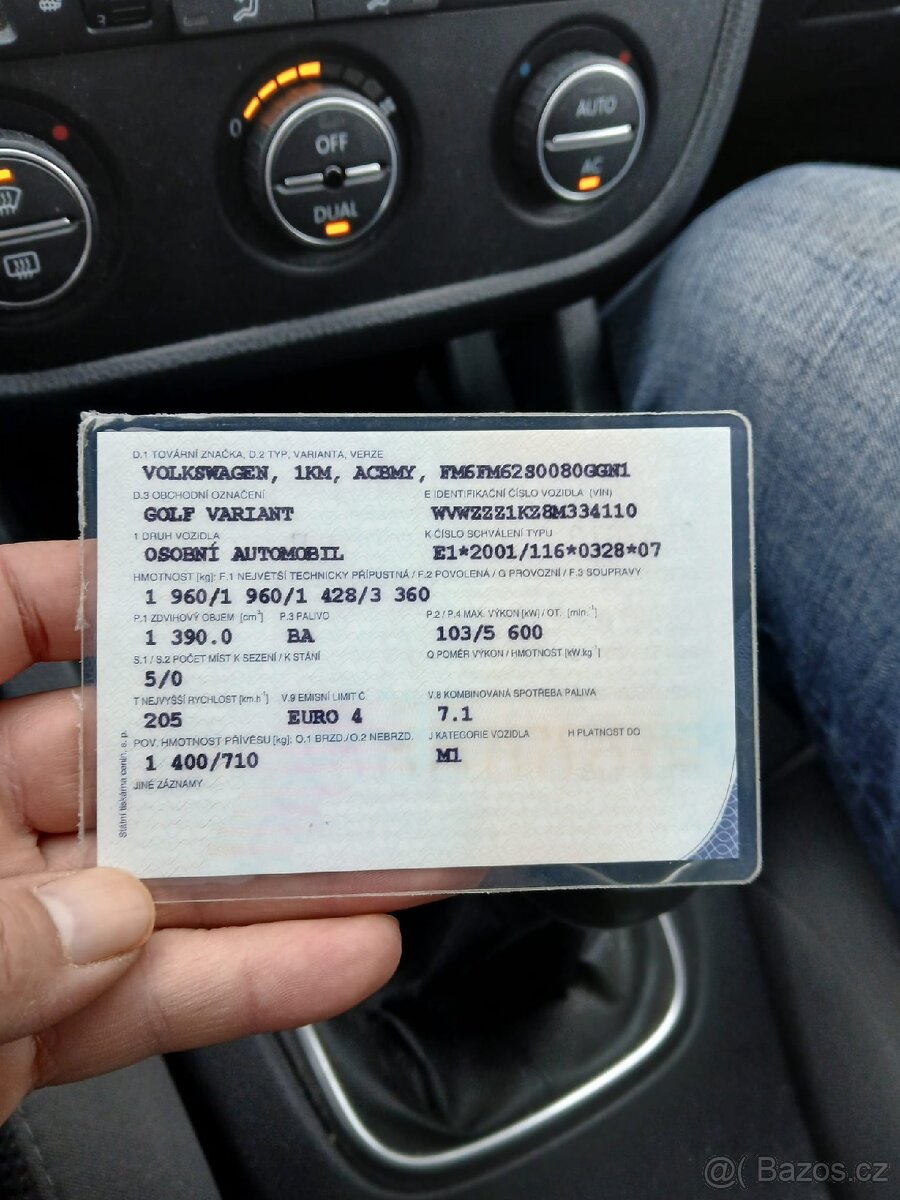 0
OFF
DUAL
AUTO
AC
D.1 TOVÁRNÍ ZNAČKA, D.2 TYP, VARIANTA, VERZE
VOLKSWAGEN, 1KM, ACBMY, FM6FM62S0080GGN1
D.3 OBCHODNÍ OZNAČENÍ E IDENTIFIKAČNÍ ČÍSLO VOZIDLA (VIN)
GOLF VARIANT WVWZZZ1KZ8M334110
1 DRUH VOZIDLA K ČÍSLO SCHVÁLENÍ TYPU
OSOBNÍ AUTOMOBIL E1*2001/116*0328*07
HMOTNOST [kg]: F.1 NEJVĚTŠÍ TECHNICKY PŘÍPUSTNÁ / F.2 POVOLENÁ / G PROVOZNÍ / F.3 SOUPRAVY
1 960/1 960/1 428/3 360
P.1 ZDVIHOVÝ OBJEM [cm³] P.3 PALIVO P.2 / P.4 MAX. VÝKON [kW] / OT. [min.⁻¹]
1 390.0 BA 103/5 600
S.1 / S.2 POČET MÍST K SEZENÍ / K STÁNÍ Q POMĚR VÝKON / HMOTNOST [kW.kg⁻¹]
5/0
T NEJVYŠŠÍ RYCHLOST [km.h⁻¹] V.9 EMISNÍ LIMIT Č. V.8 KOMBINOVANÁ SPOTŘEBA PALIVA
205 EURO 4 7.1
POV. HMOTNOST PŘÍVĚSU [kg]: O.1 BRZD./O.2 NEBRZD. J KATEGORIE VOZIDLA H PLATNOST DO
1 400/710 M1
JINÉ ZÁZNAMY
Státní tiskárna cenin, s. p.
@( Bazos.cz